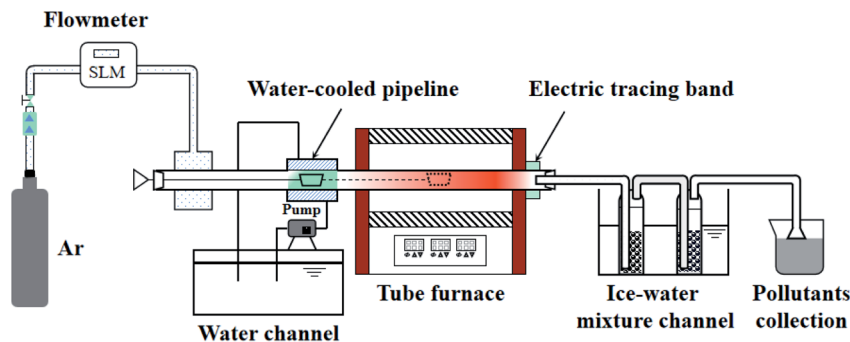 Flowmeter
SLM
Water-cooled pipeline
Electric tracing band
Pump
Ar
Tube furnace
Water channel
Ice-water
mixture channel
Pollutants
collection